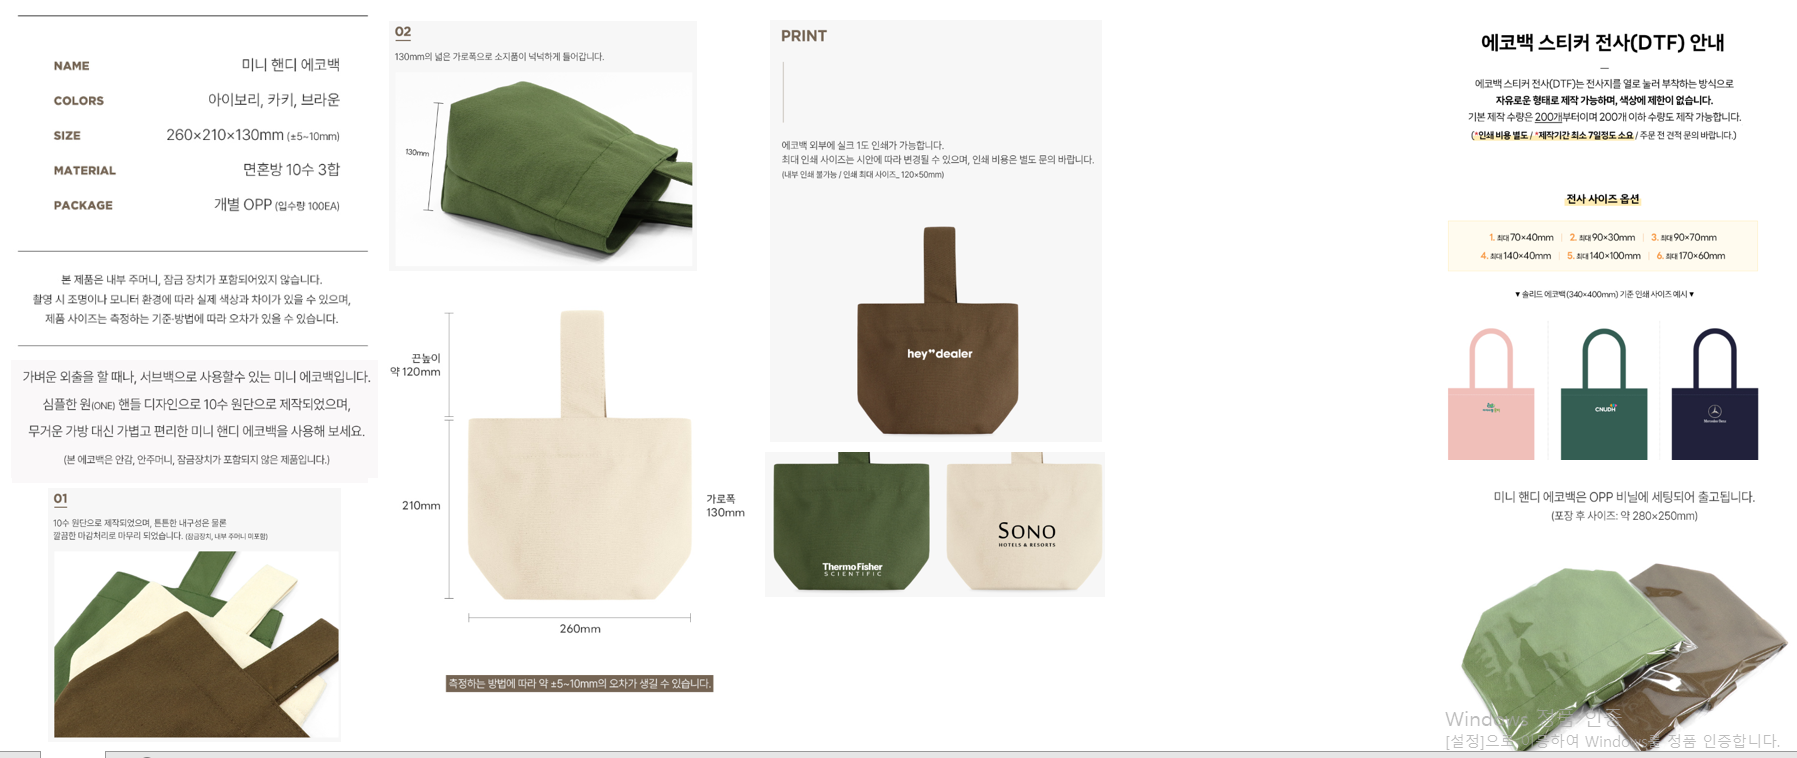 NAME 미니 핸디 에코백
COLORS 아이보리, 카키, 브라운
SIZE 260×210×130mm (±5~10mm)
MATERIAL 면혼방 10수 3합
PACKAGE 개별 OPP (입수량 100EA)
본 제품은 내부 주머니, 잠금 장치가 포함되어있지 않습니다.
촬영 시 조명이나 모니터 환경에 따라 실제 색상과 차이가 있을 수 있으며,
제품 사이즈는 측정하는 기준·방법에 따라 오차가 있을 수 있습니다.
가벼운 외출을 할 때나, 서브백으로 사용할수 있는 미니 에코백입니다.
심플한 원(ONE) 핸들 디자인으로 10수 원단으로 제작되었으며,
무거운 가방 대신 가볍고 편리한 미니 핸디 에코백을 사용해 보세요.
(본 에코백은 안감, 안주머니, 잠금장치가 포함되지 않은 제품입니다.)
01
10수 원단으로 제작되었으며, 튼튼한 내구성은 물론
깔끔한 마감처리로 마무리 되었습니다. (잠금장치, 내부 주머니 미포함)
02
130mm의 넓은 가로폭으로 소지품이 넉넉하게 들어갑니다.
130mm
끈높이
약 120mm
210mm
가로폭
130mm
260mm
측정하는 방법에 따라 약 ±5~10mm의 오차가 생길 수 있습니다.
PRINT
에코백 외부에 실크 1도 인쇄가 가능합니다.
최대 인쇄 사이즈는 시안에 따라 변경될 수 있으며, 인쇄 비용은 별도 문의 바랍니다.
(내부 인쇄 불가능 / 인쇄 최대 사이즈_ 120×50mm)
hey dealer
ThermoFisher
SCIENTIFIC
SONO
HOTELS & RESORTS
에코백 스티커 전사(DTF) 안내
에코백 스티커 전사(DTF)는 전사지를 열로 눌러 부착하는 방식으로
자유로운 형태로 제작 가능하며, 색상에 제한이 없습니다.
기본 제작 수량은 200개부터이며 200개 이하 수량도 제작 가능합니다.
(*인쇄 비용 별도 / *제작기간 최소 7일정도 소요 / 주문 전 견적 문의 바랍니다.)
전사 사이즈 옵션
1. 최대 70×40mm | 2. 최대 90×30mm | 3. 최대 90×70mm
4. 최대 140×40mm | 5. 최대 140×100mm | 6. 최대 170×60mm
▼ 솔리드 에코백(340×400mm) 기준 인쇄 사이즈 예시 ▼
CNUDH
Mercedes-Benz
미니 핸디 에코백은 OPP 비닐에 세팅되어 출고됩니다.
(포장 후 사이즈: 약 280×250mm)
Windows 정품 인증
[설정]으로 이동하여 Windows를 정품 인증합니다.